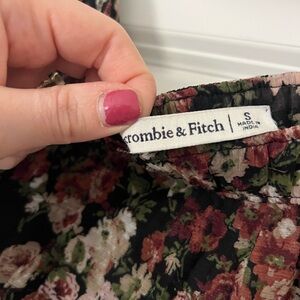 rombie & Fitch
S
MADE IN
INDIA